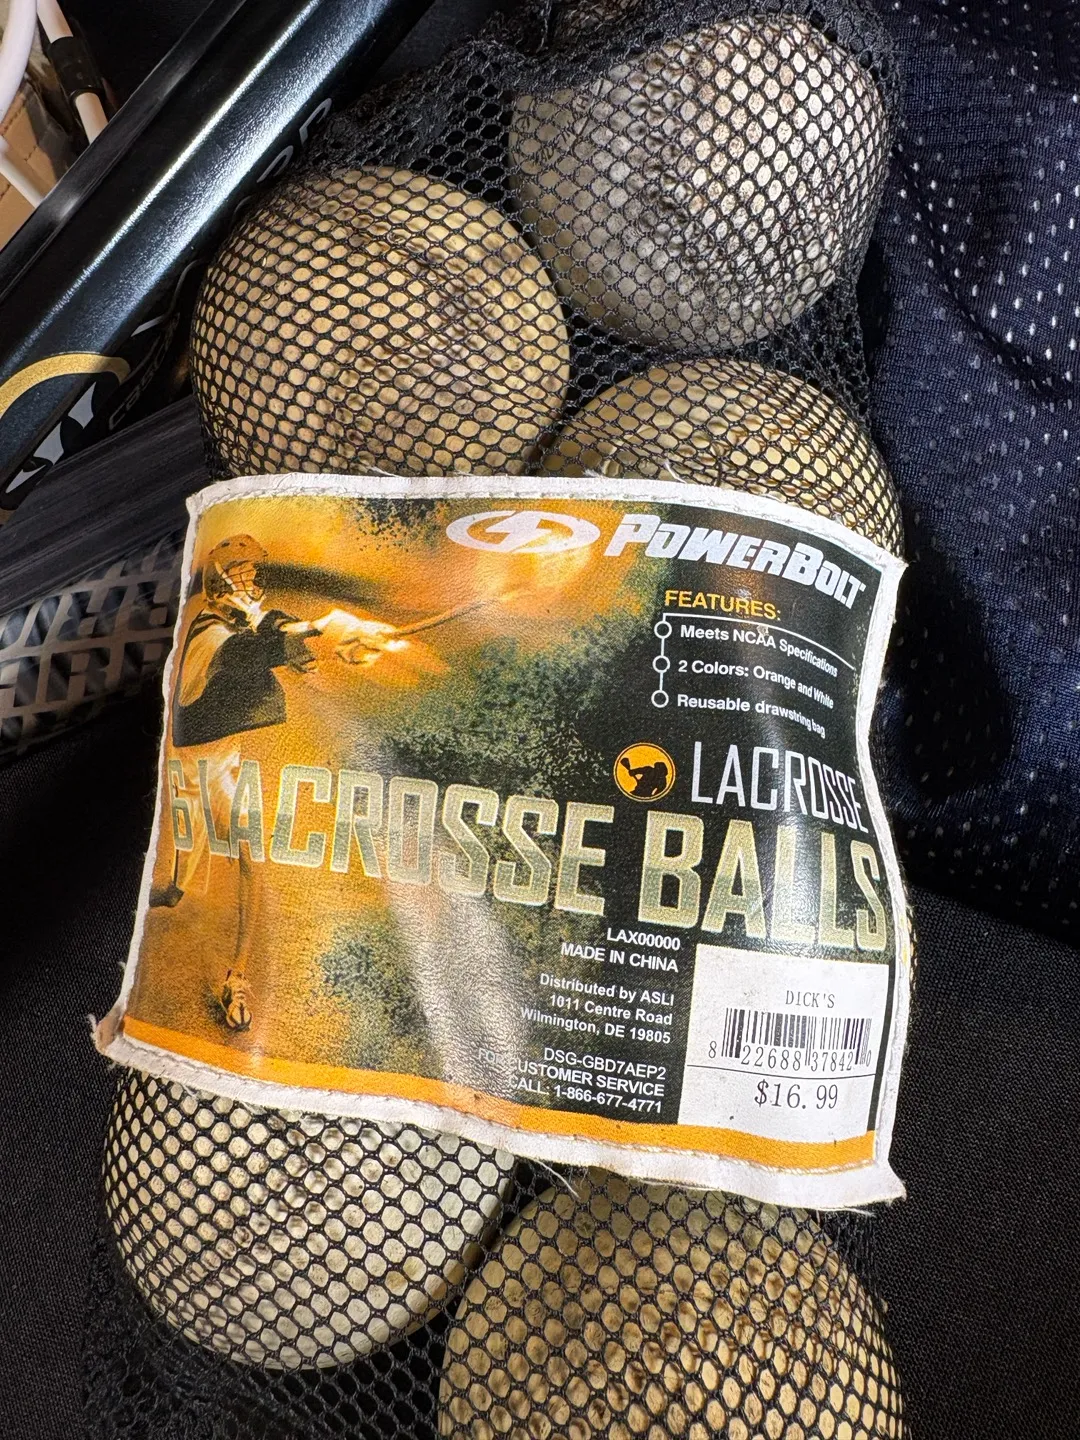 POWERBOLT
FEATURES:
Meets NCAA Specifications
2 Colors: Orange and White
Reusable drawstring bag
LACROSSE
6 LACROSSE BALLS
LAX00000
MADE IN CHINA
Distributed by ASLI
1011 Centre Road
Wilmington, DE 19805
DSG-GBD7AEP2
FOR CUSTOMER SERVICE
CALL: 1-866-677-4771
DICK'S
8 22688 37842 0
$16.99